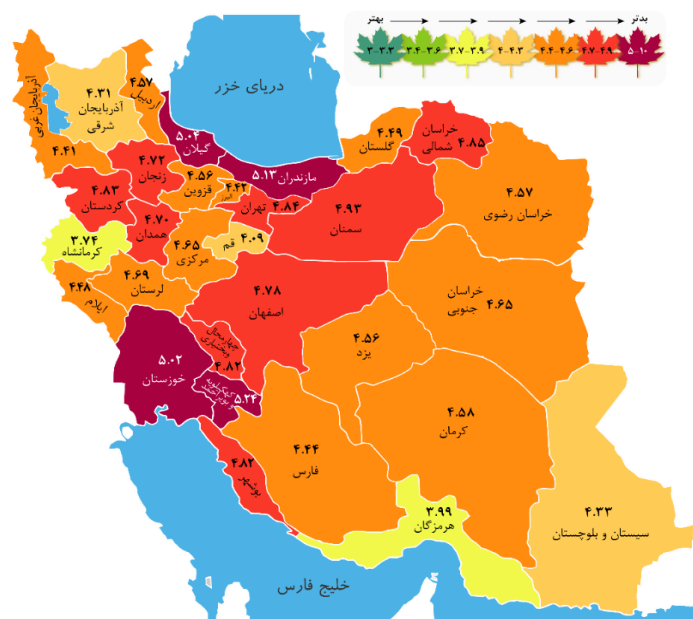 بهتر
بدتر
۳-۳.۳
۳.۴-۳.۶
۳.۷-۳.۹
۴-۴.۳
۴.۴-۴.۶
۴.۷-۴.۹
۵-۱۰
دریای خزر
آذربایجان غربی
۴.۴۱
۴.۳۱
آذربایجان
شرقی
۴.۵۷
اردبیل
۵.۰۴
گیلان
۵.۱۳
مازندران
۴.۴۹
گلستان
خراسان
شمالی
۴.۸۵
۴.۵۷
خراسان رضوی
۴.۷۲
زنجان
۴.۵۶
قزوین
۴.۴۲
البرز
تهران
۴.۸۴
۴.۹۳
سمنان
۴.۸۳
کردستان
۴.۷۰
همدان
۳.۷۴
کرمانشاه
۴.۶۵
مرکزی
۴.۰۹
قم
۴.۶۹
لرستان
۴.۴۸
ایلام
۴.۷۸
اصفهان
خراسان
جنوبی
۴.۶۵
چهارمحال
وبختیاری
۴.۸۲
۴.۵۶
یزد
۵.۰۲
خوزستان
۵.۲۴
کهگیلویه
و بویراحمد
۴.۵۸
کرمان
۴.۴۴
فارس
۴.۸۲
بوشهر
۳.۹۹
هرمزگان
۴.۳۳
سیستان و بلوچستان
خلیج فارس